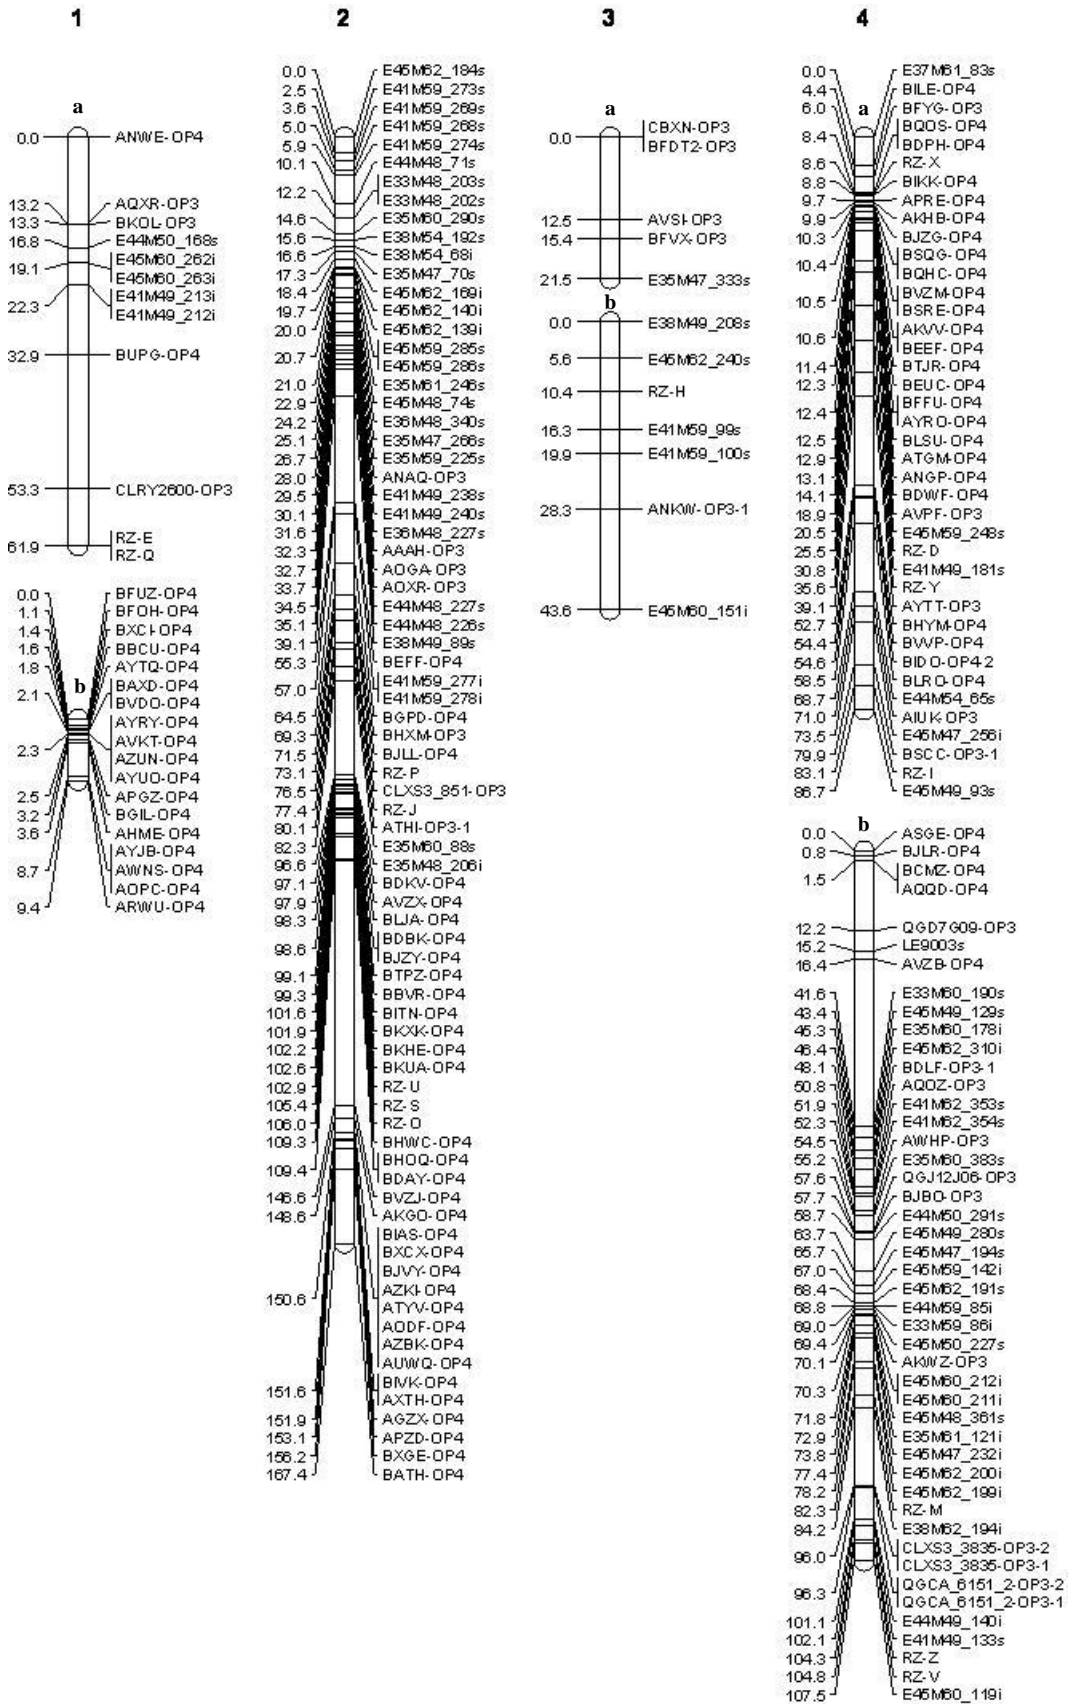 1
a
0.0 ANWE-OP4
13.2 AQXR-OP3
13.3 BKOL-OP3
16.8 E44M50_168s
19.1 E45M60_262i
E45M60_263i
22.3 E41M49_213i
E41M49_212i
32.9 BUPG-OP4
53.3 CLRY2600-OP3
61.9 RZ-E
RZ-Q
b
0.0 BFUZ-OP4
1.1 BFOH-OP4
1.4 BXCI-OP4
1.6 BBCU-OP4
1.8 AYTQ-OP4
2.1 BAXD-OP4
BVDO-OP4
2.3 AYRY-OP4
AVKT-OP4
AZUN-OP4
AYUO-OP4
2.5 APGZ-OP4
3.2 BGIL-OP4
3.6 AHME-OP4
8.7 AYJB-OP4
AWNS-OP4
AOPC-OP4
9.4 ARWU-OP4
2
0.0 E45M62_184s
2.5 E41M59_273s
3.6 E41M59_269s
5.0 E41M59_268s
5.9 E41M59_274s
10.1 E44M48_71s
12.2 E33M48_203s
E33M48_202s
14.6 E35M60_290s
15.6 E38M54_192s
16.6 E38M54_68i
17.3 E35M47_70s
18.4 E45M62_169i
19.7 E45M62_140i
20.0 E45M62_139i
20.7 E45M59_285s
E45M59_286s
21.0 E35M61_246s
22.9 E45M48_74s
24.2 E36M48_340s
25.1 E35M47_266s
26.7 E35M59_225s
28.0 ANAQ-OP3
29.5 E41M49_238s
30.1 E41M49_240s
31.6 E36M48_227s
32.3 AAAH-OP3
32.7 AOGA-OP3
33.7 AOXR-OP3
34.5 E44M48_227s
35.1 E44M48_226s
39.1 E38M49_89s
55.3 BEFF-OP4
57.0 E41M59_277i
E41M59_278i
64.5 BGPD-OP4
69.3 BHXM-OP3
71.5 BJLL-OP4
73.1 RZ-P
76.5 CLXS3_851-OP3
77.4 RZ-J
80.1 ATHI-OP3-1
82.3 E35M60_88s
96.6 E35M48_206i
97.1 BDKV-OP4
97.9 AVZX-OP4
98.3 BLJA-OP4
98.6 BDBK-OP4
BJZY-OP4
99.1 BTPZ-OP4
99.3 BBVR-OP4
101.6 BITN-OP4
101.9 BKXK-OP4
102.2 BKHE-OP4
102.6 BKUA-OP4
102.9 RZ-U
105.4 RZ-S
106.0 RZ-O
109.3 BHWC-OP4
109.4 BHOQ-OP4
BDAY-OP4
146.6 BVZJ-OP4
148.6 AKGO-OP4
150.6 BIAS-OP4
BXCX-OP4
BJVY-OP4
AZKI-OP4
ATYV-OP4
AODF-OP4
AZBK-OP4
AUWQ-OP4
151.6 BIVK-OP4
AXTH-OP4
151.9 AGZX-OP4
153.1 APZD-OP4
156.2 BXGE-OP4
167.4 BATH-OP4
3
a
0.0 CBXN-OP3
BFDT2-OP3
12.5 AVSI-OP3
15.4 BFVX-OP3
21.5 E35M47_333s
b
0.0 E38M49_208s
5.6 E45M62_240s
10.4 RZ-H
16.3 E41M59_99s
19.9 E41M59_100s
28.3 ANKW-OP3-1
43.6 E45M60_151i
4
a
0.0 E37M61_83s
4.4 BILE-OP4
6.0 BFYG-OP3
8.4 BQOS-OP4
BDPH-OP4
8.6 RZ-X
8.8 BIKK-OP4
9.7 APRE-OP4
9.9 AKHB-OP4
10.3 BJZG-OP4
10.4 BSQG-OP4
BQHC-OP4
10.5 BVZM-OP4
BSRE-OP4
10.6 AKVV-OP4
BEEF-OP4
11.4 BTJR-OP4
12.3 BEUC-OP4
12.4 BFFU-OP4
AYRO-OP4
12.5 BLSU-OP4
12.9 ATGM-OP4
13.1 ANGP-OP4
14.1 BDWF-OP4
18.9 AVPF-OP3
20.5 E45M59_248s
25.5 RZ-D
30.8 E41M49_181s
35.6 RZ-Y
39.1 AYTT-OP3
52.7 BHYM-OP4
54.4 BVVP-OP4
54.6 BIDO-OP4-2
58.5 BLRO-OP4
68.7 E44M54_65s
71.0 AIUK-OP3
73.5 E45M47_256i
79.9 BSCC-OP3-1
83.1 RZ-I
86.7 E45M49_93s
b
0.0 ASGE-OP4
0.8 BJLR-OP4
1.5 BCMZ-OP4
AQQD-OP4
12.2 QGD7G09-OP3
15.2 LE9003s
16.4 AVZB-OP4
41.6 E33M60_190s
43.4 E45M49_129s
45.3 E35M60_178i
46.4 E45M62_310i
48.1 BDLF-OP3-1
50.8 AQOZ-OP3
51.9 E41M62_353s
52.3 E41M62_354s
54.5 AWHP-OP3
55.2 E35M60_383s
57.6 QGJ12J06-OP3
57.7 BJBO-OP3
58.7 E44M50_291s
63.7 E45M49_280s
65.7 E45M47_194s
67.0 E45M59_142i
68.4 E45M62_191s
68.8 E44M59_85i
69.0 E33M59_86i
69.4 E45M50_227s
70.1 AKWZ-OP3
70.3 E45M60_212i
E45M60_211i
71.8 E45M48_361s
72.9 E35M61_121i
73.8 E45M47_232i
77.4 E45M62_200i
78.2 E45M62_199i
82.3 RZ-M
84.2 E38M62_194i
96.0 CLXS3_3835-OP3-2
CLXS3_3835-OP3-1
96.3 QGCA_6151_2-OP3-2
QGCA_6151_2-OP3-1
101.1 E44M49_140i
102.1 E41M49_133s
104.3 RZ-Z
104.8 RZ-V
107.5 E45M60_119i